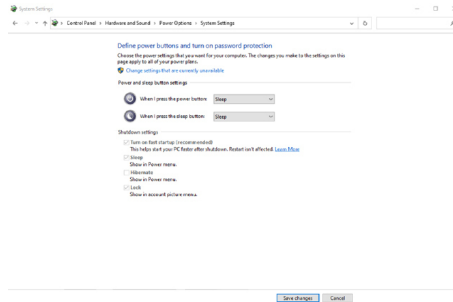 System Settings
Control Panel > Hardware and Sound > Power Options > System Settings
Define power buttons and turn on password protection
Choose the power settings that you want for your computer. The changes you make to the settings on this
page apply to all of your power plans.
Change settings that are currently unavailable
Power and sleep button settings
When I press the power button: Sleep
When I press the sleep button: Sleep
Shutdown settings
Turn on fast startup (recommended)
This helps start your PC faster after shutdown. Restart isn't affected. Learn More
Sleep
Show in Power menu.
Hibernate
Show in Power menu.
Lock
Show in account picture menu.
Save changes Cancel